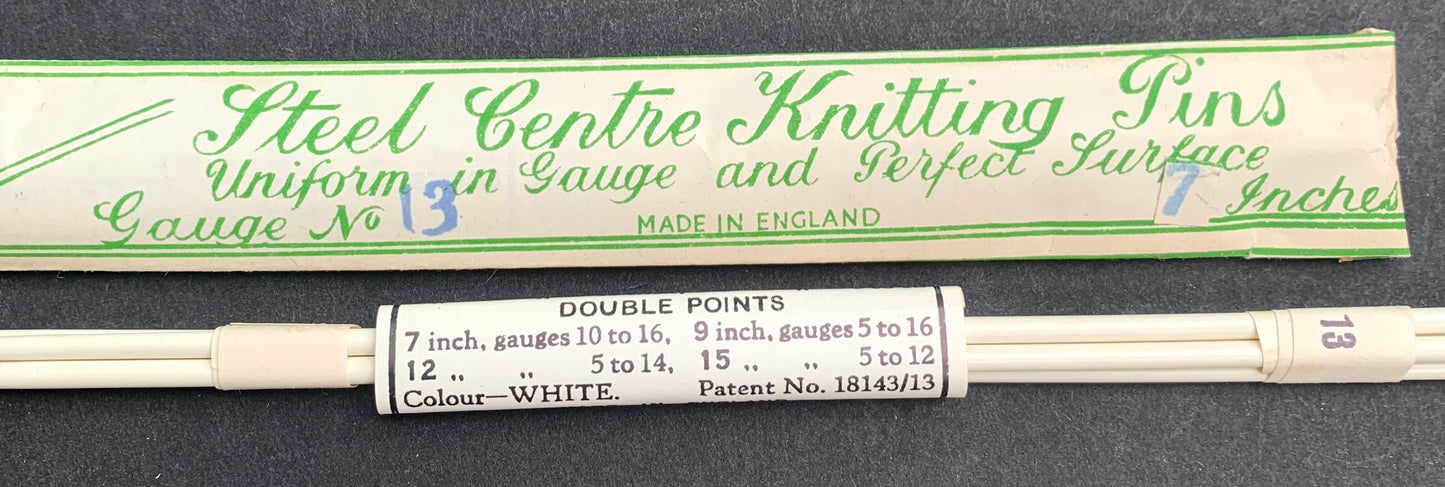 Steel Centre Knitting Pins
Uniform in Gauge and Perfect Surface
Gauge No 13 MADE IN ENGLAND 7 Inches
DOUBLE POINTS
7 inch, gauges 10 to 16, 9 inch, gauges 5 to 16
12 ,, ,, 5 to 14, 15 ,, ,, 5 to 12
Colour—WHITE. Patent No. 18143/13
13